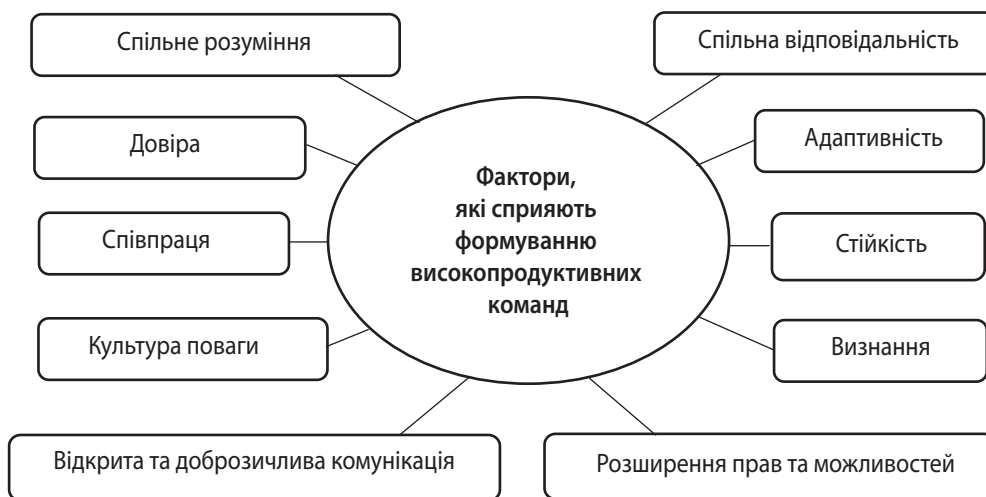 Спільне розуміння
Спільна відповідальність
Довіра
Адаптивність
Фактори,
які сприяють
формуванню
високопродуктивних
команд
Співпраця
Стійкість
Культура поваги
Визнання
Відкрита та доброзичлива комунікація
Розширення прав та можливостей